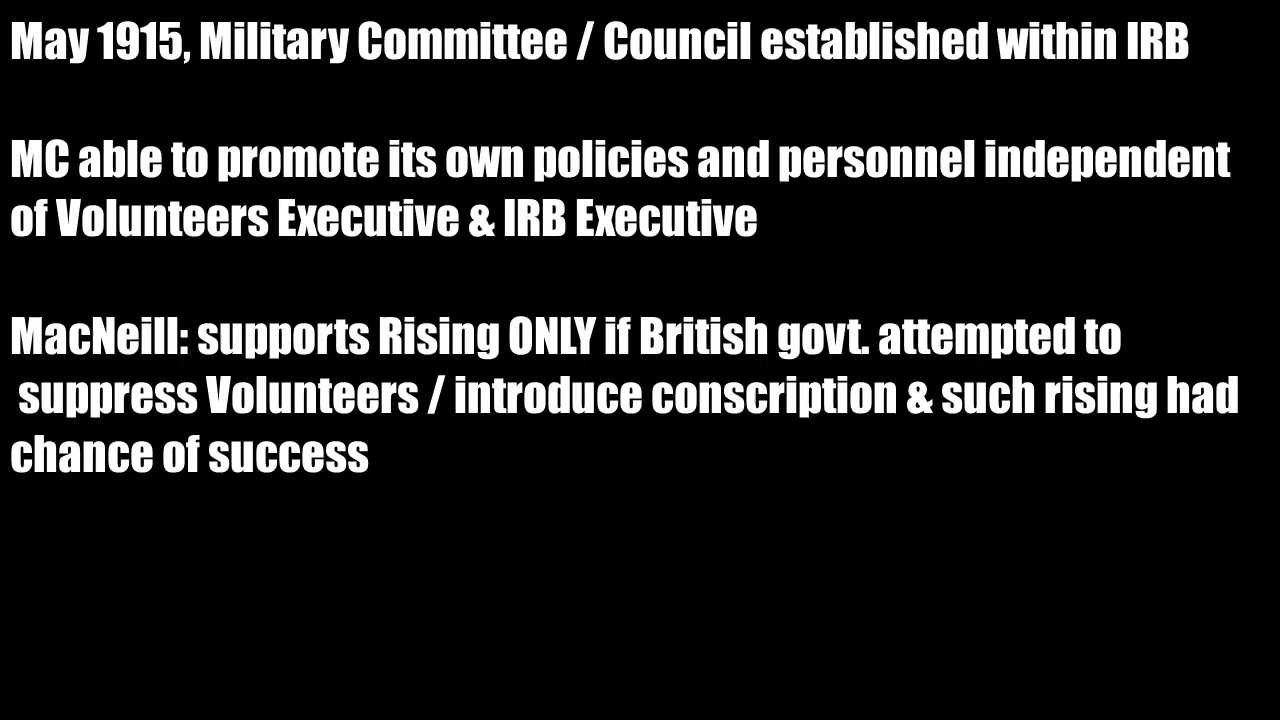 May 1915, Military Committee / Council established within IRB
MC able to promote its own policies and personnel independent
of Volunteers Executive & IRB Executive
MacNeill: supports Rising ONLY if British govt. attempted to
suppress Volunteers / introduce conscription & such rising had
chance of success